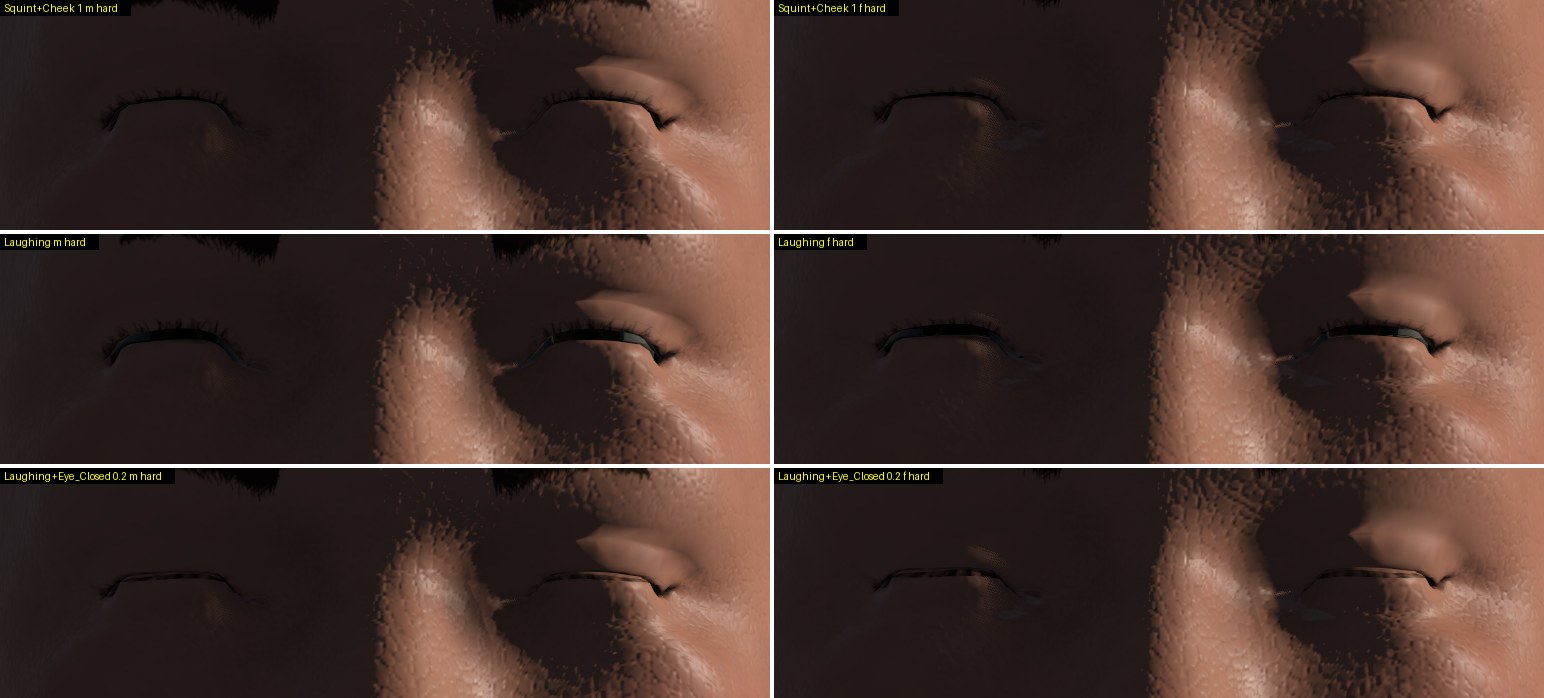 Squint+Cheek 1 m hard
Squint+Cheek 1 f hard
Laughing m hard
Laughing f hard
Laughing+Eye_Closed 0.2 m hard
Laughing+Eye_Closed 0.2 f hard